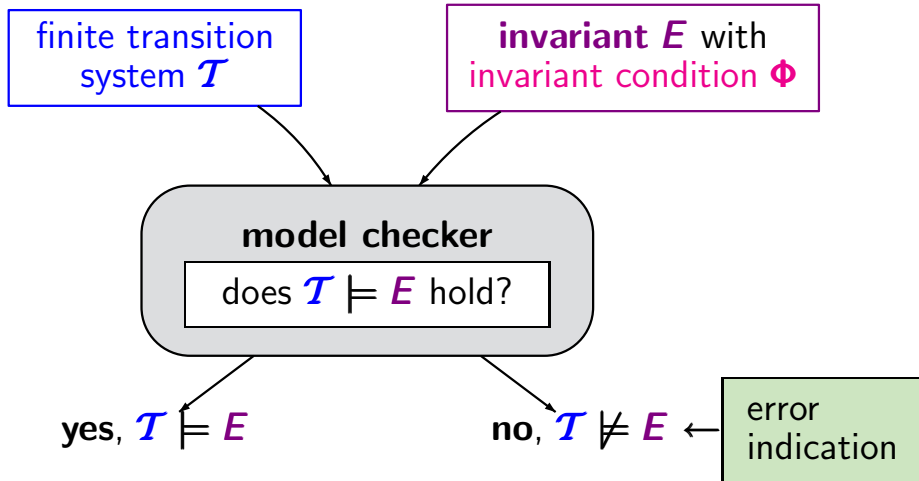 finite transition
system 𝒯
invariant E with
invariant condition Φ
model checker
does 𝒯 ⊨ E hold?
yes, 𝒯 ⊨ E
no, 𝒯 ⊭ E ←
error
indication